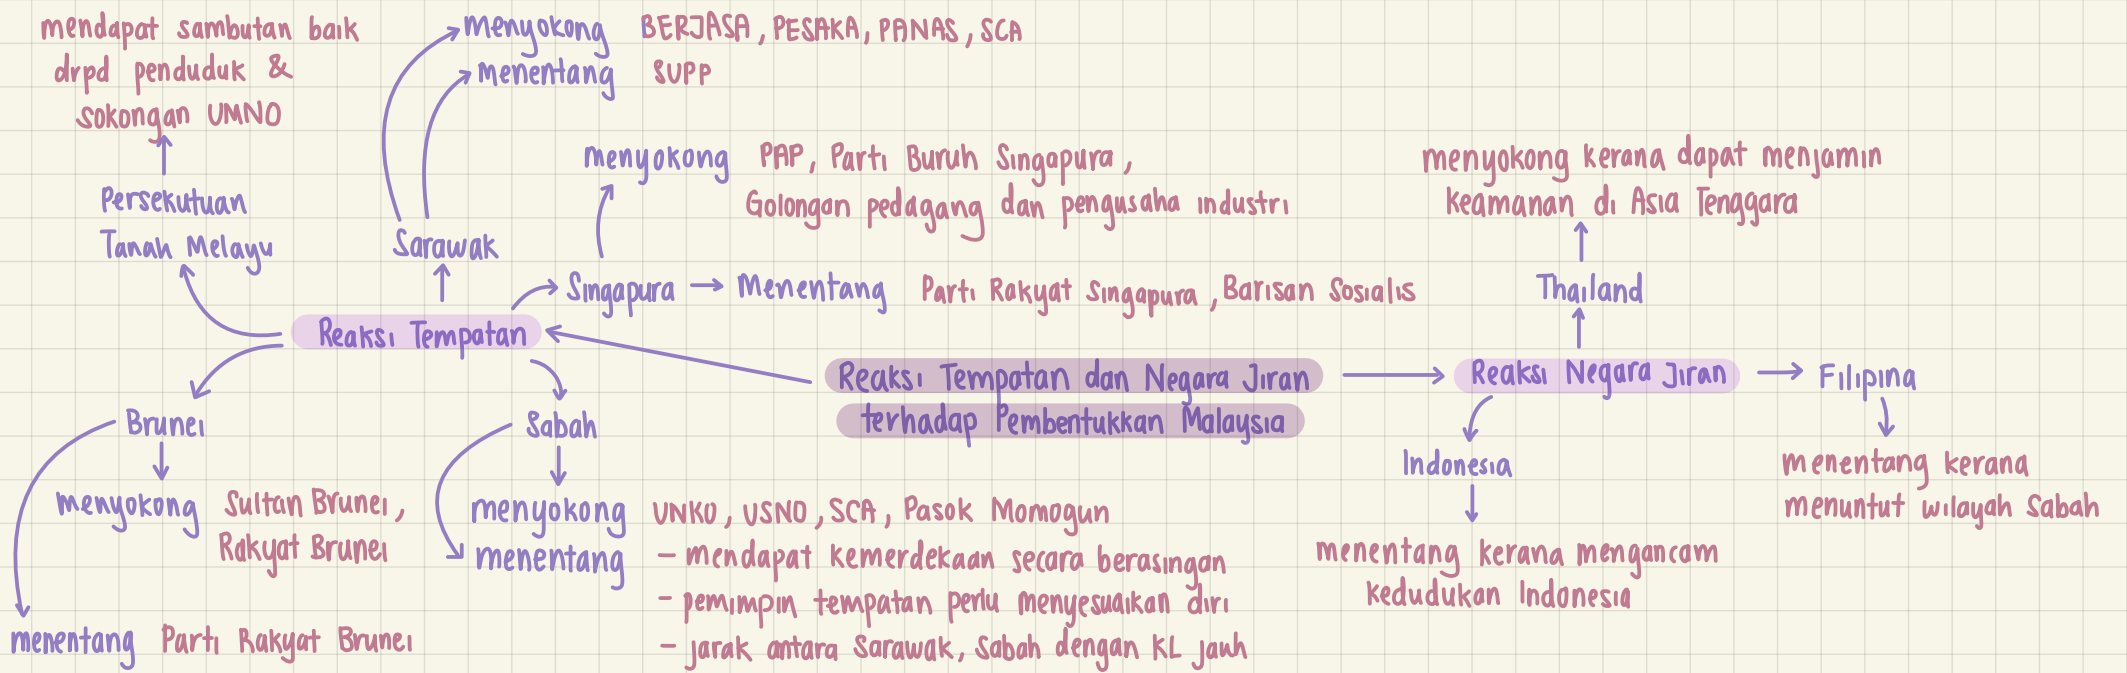 mendapat sambutan baik
drpd penduduk &
sokongan UMNO
Persekutuan
Tanah Melayu
menyokong BERJASA, PESAKA, PANAS, SCA
menentang SUPP
Sarawak
menyokong PAP, Parti Buruh Singapura,
Golongan pedagang dan pengusaha industri
Singapura → Menentang Parti Rakyat Singapura, Barisan Sosialis
Reaksi Tempatan
Brunei
menyokong Sultan Brunei,
Rakyat Brunei
menentang Parti Rakyat Brunei
Sabah
menyokong UNKO, USNO, SCA, Pasok Momogun
menentang - mendapat kemerdekaan secara berasingan
- pemimpin tempatan perlu menyesuaikan diri
- jarak antara Sarawak, Sabah dengan KL jauh
Reaksi Tempatan dan Negara Jiran
terhadap Pembentukkan Malaysia
menyokong kerana dapat menjamin
keamanan di Asia Tenggara
Thailand
Reaksi Negara Jiran
Filipina
menentang kerana
menuntut wilayah Sabah
Indonesia
menentang kerana mengancam
kedudukan Indonesia